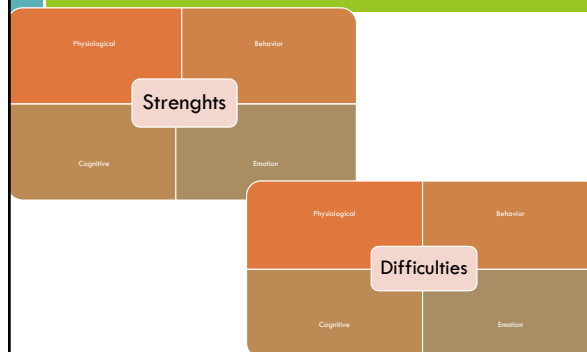 Physiological Behavior
Strenghts
Cognitive Emotion
Physiological Behavior
Difficulties
Cognitive Emotion